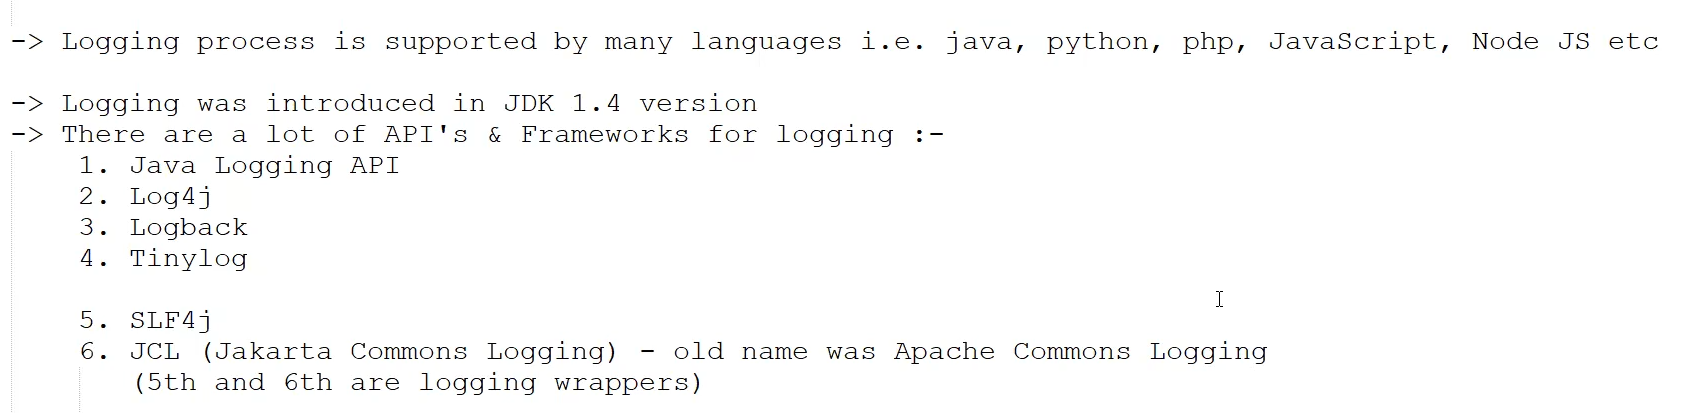 -> Logging process is supported by many languages i.e. java, python, php, JavaScript, Node JS etc
-> Logging was introduced in JDK 1.4 version
-> There are a lot of API's & Frameworks for logging :-
1. Java Logging API
2. Log4j
3. Logback
4. Tinylog
5. SLF4j
6. JCL (Jakarta Commons Logging) - old name was Apache Commons Logging
(5th and 6th are logging wrappers)